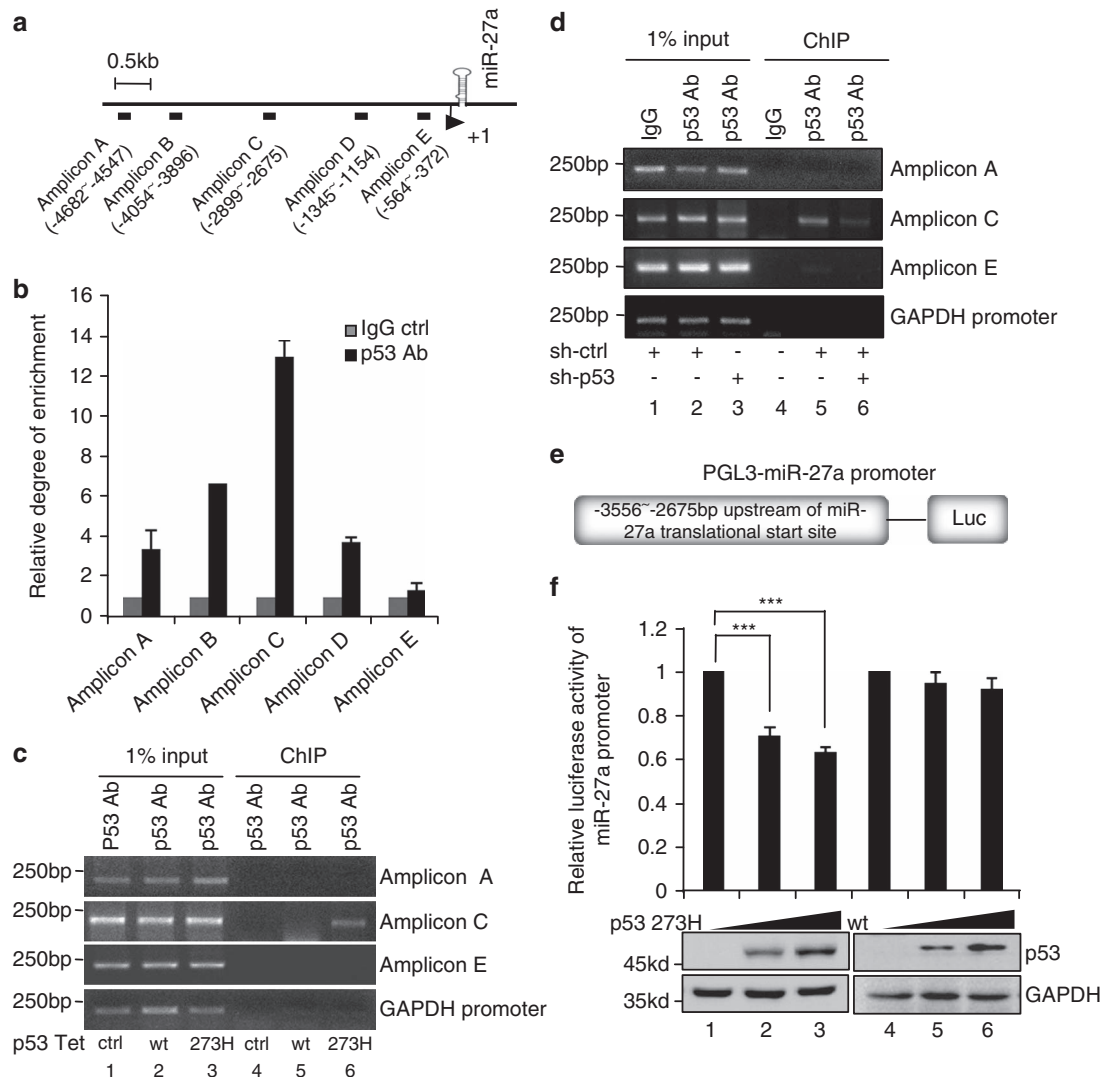 a
0.5kb
miR-27a
+1
Amplicon A
(-4682~-4547)
Amplicon B
(-4054~-3896)
Amplicon C
(-2899~-2675)
Amplicon D
(-1345~-1154)
Amplicon E
(-564~-372)
b
Relative degree of enrichment
16
14
12
10
8
6
4
2
0
IgG ctrl
p53 Ab
Amplicon A
Amplicon B
Amplicon C
Amplicon D
Amplicon E
c
1% input ChIP
P53 Ab p53 Ab p53 Ab p53 Ab p53 Ab p53 Ab
250bp Amplicon A
250bp Amplicon C
250bp Amplicon E
250bp GAPDH promoter
p53 Tet ctrl wt 273H ctrl wt 273H
1 2 3 4 5 6
d
1% input ChIP
IgG p53 Ab p53 Ab IgG p53 Ab p53 Ab
250bp Amplicon A
250bp Amplicon C
250bp Amplicon E
250bp GAPDH promoter
sh-ctrl + + - - + +
sh-p53 - - + - - +
1 2 3 4 5 6
e
PGL3-miR-27a promoter
-3556~-2675bp upstream of miR-
27a translational start site
Luc
f
Relative luciferase activity of
miR-27a promoter
1.2
1
0.8
0.6
0.4
0.2
0
***
***
p53 273H wt
45kd p53
35kd GAPDH
1 2 3 4 5 6